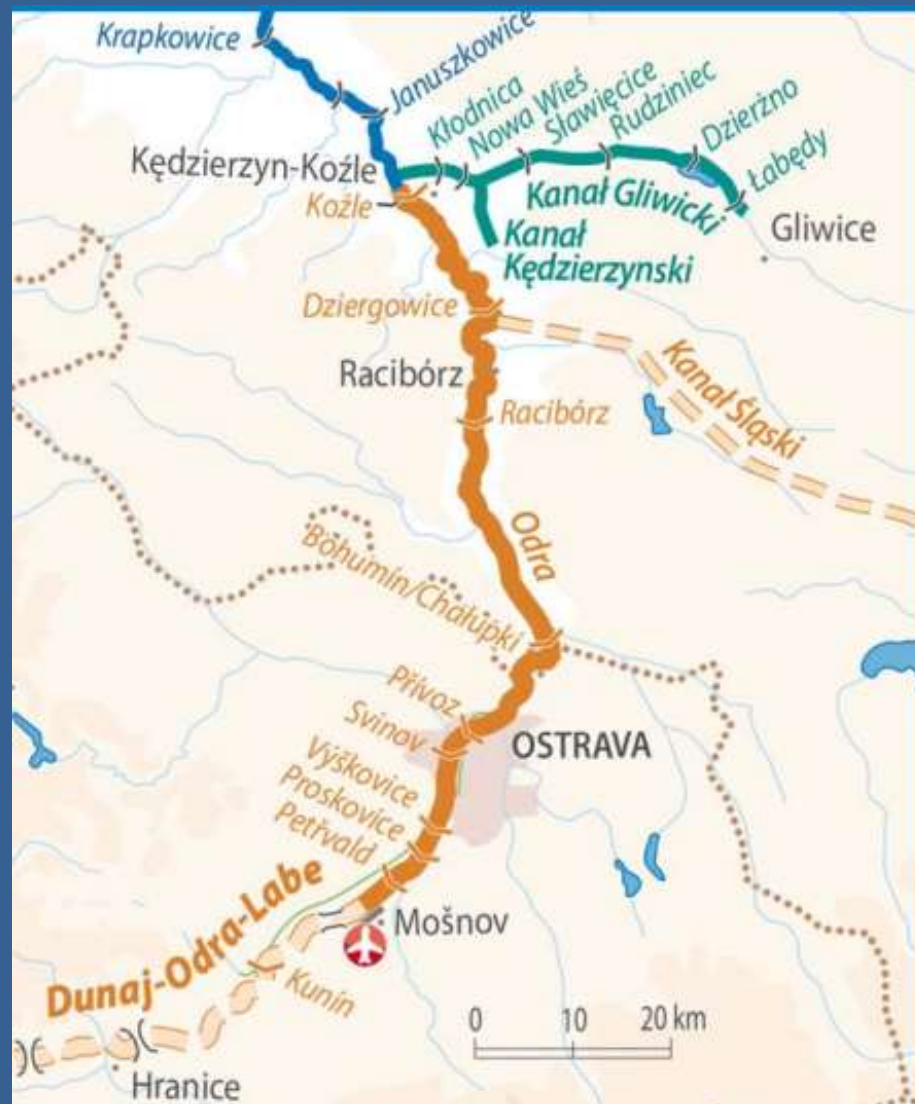 Krapkowice
Januszkowice
Kłodnica
Nowa Wieś
Sławięcice
Rudziniec
Dzierżno
Łabędy
Kędzierzyn-Koźle
Koźle
Kanał Gliwicki
Gliwice
Kanał
Kędzierzynski
Dziergowice
Kanał Śląski
Racibórz
Racibórz
Odra
Bohumín/Chałupki
Přívoz
Svinov
OSTRAVA
Výškovice
Proskovice
Petřvald
Dunaj-Odra-Labe
Mošnov
Kunín
0 10 20 km
Hranice